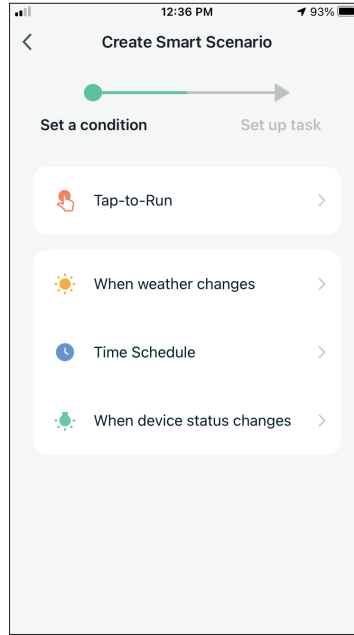 12:36 PM
93%
Create Smart Scenario
Set a condition
Set up task
Tap-to-Run
When weather changes
Time Schedule
When device status changes